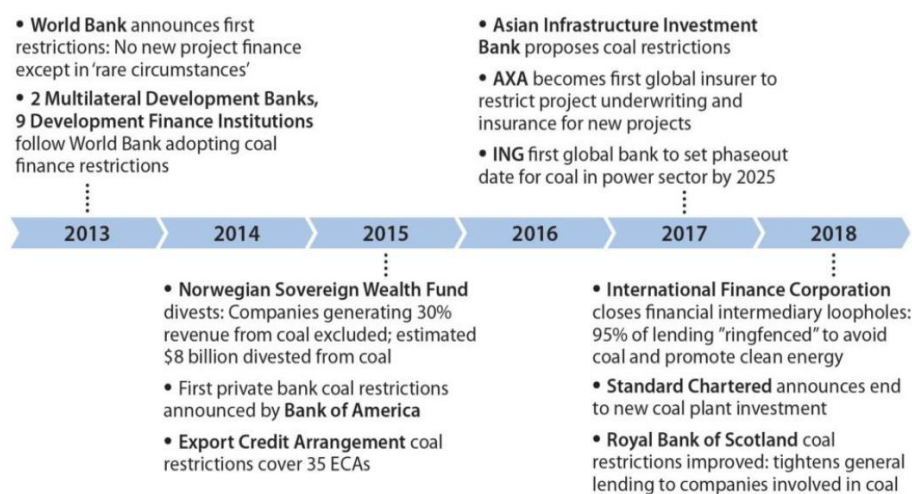 • World Bank announces first
restrictions: No new project finance
except in ‘rare circumstances’
• 2 Multilateral Development Banks,
9 Development Finance Institutions
follow World Bank adopting coal
finance restrictions
• Asian Infrastructure Investment
Bank proposes coal restrictions
• AXA becomes first global insurer to
restrict project underwriting and
insurance for new projects
• ING first global bank to set phaseout
date for coal in power sector by 2025
2013 2014 2015 2016 2017 2018
• Norwegian Sovereign Wealth Fund
divests: Companies generating 30%
revenue from coal excluded; estimated
$8 billion divested from coal
• First private bank coal restrictions
announced by Bank of America
• Export Credit Arrangement coal
restrictions cover 35 ECAs
• International Finance Corporation
closes financial intermediary loopholes:
95% of lending ”ringfenced” to avoid
coal and promote clean energy
• Standard Chartered announces end
to new coal plant investment
• Royal Bank of Scotland coal
restrictions improved: tightens general
lending to companies involved in coal